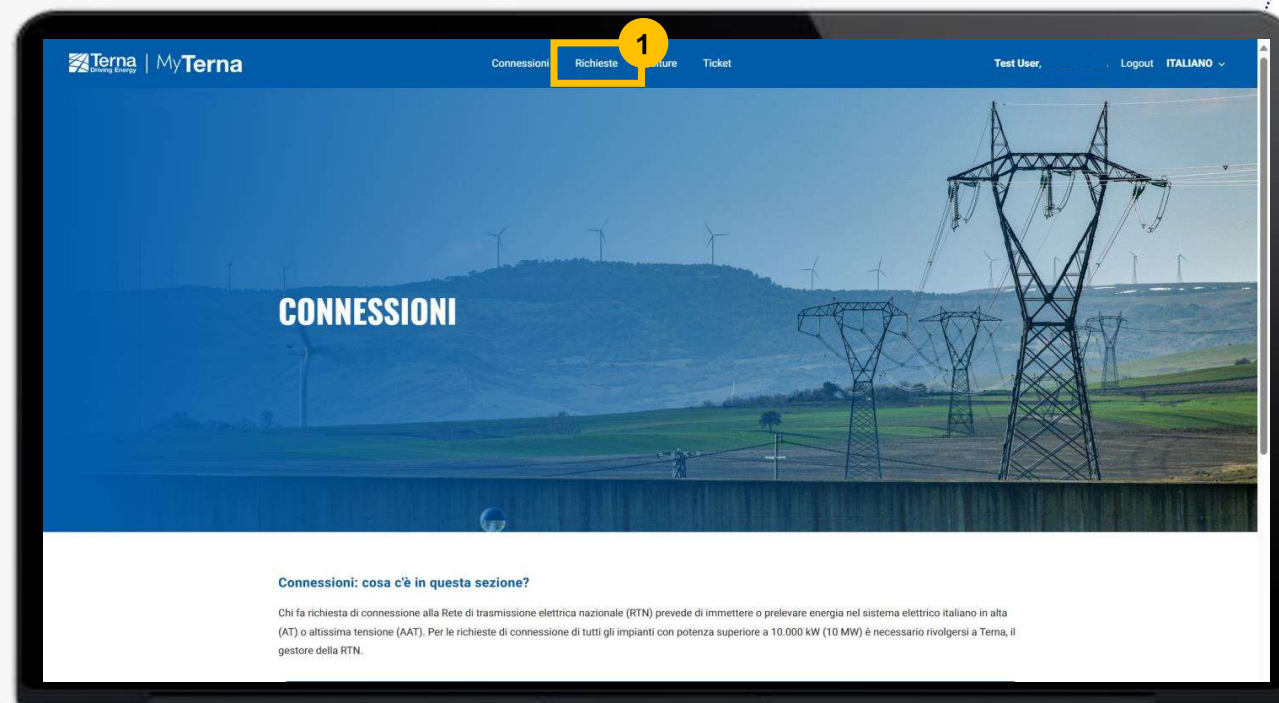 1
Terna | MyTerna
Driving Energy
Connessioni Richieste Ticket
Test User, Logout ITALIANO
CONNESSIONI
Connessioni: cosa c'è in questa sezione?
Chi fa richiesta di connessione alla Rete di trasmissione elettrica nazionale (RTN) prevede di immettere o prelevare energia nel sistema elettrico italiano in alta
(AT) o altissima tensione (AAT). Per le richieste di connessione di tutti gli impianti con potenza superiore a 10.000 kW (10 MW) è necessario rivolgersi a Terna, il
gestore della RTN.